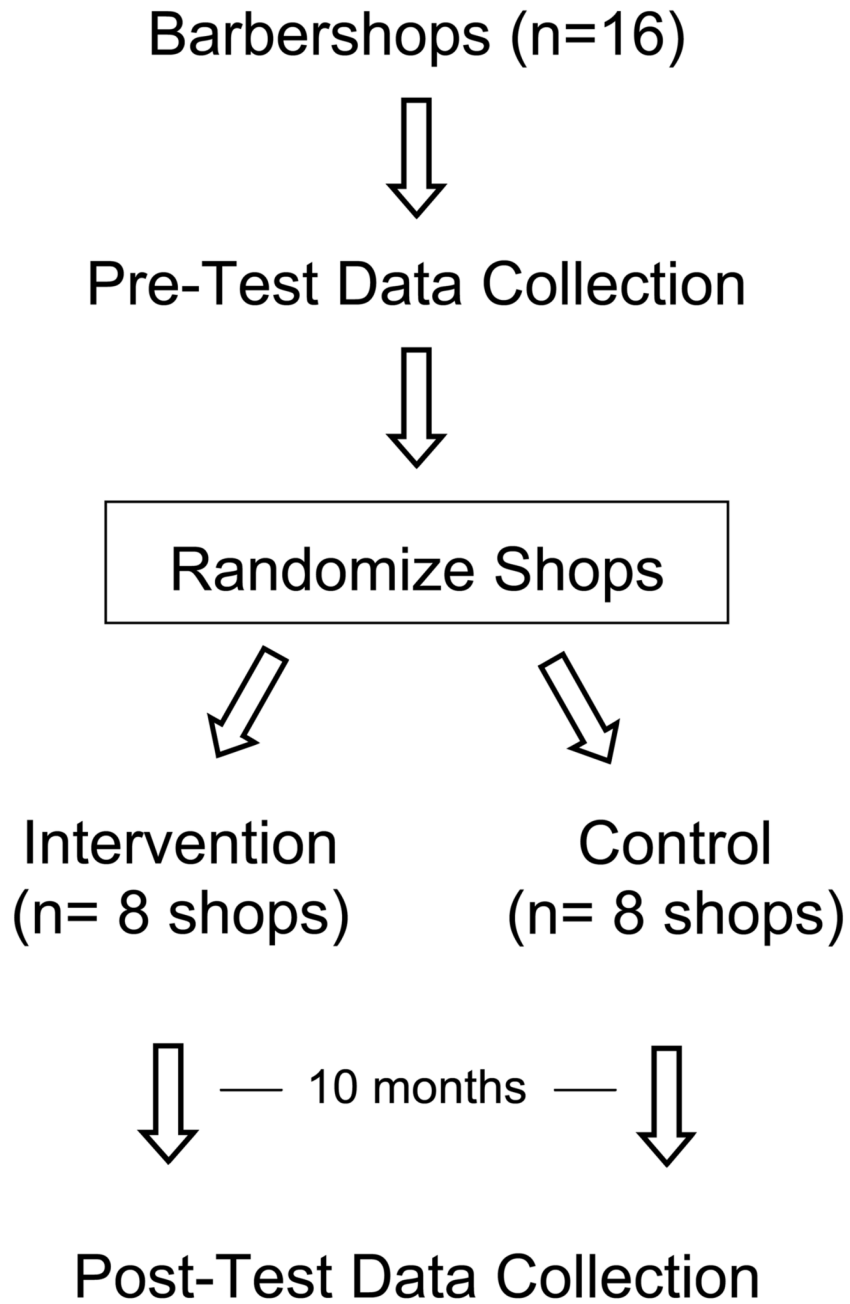 Barbershops (n=16)
Pre-Test Data Collection
Randomize Shops
Intervention
(n= 8 shops)
Control
(n= 8 shops)
10 months
Post-Test Data Collection